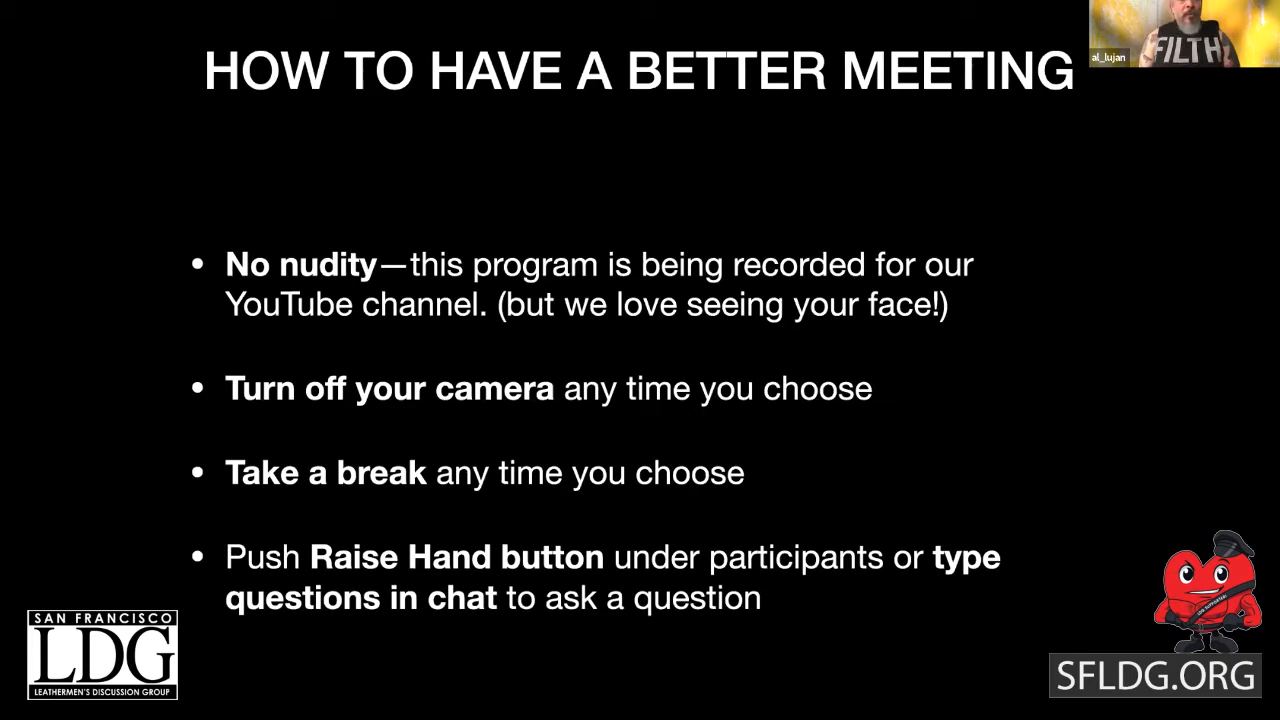 HOW TO HAVE A BETTER MEETING
al_lujan
FILTH
• No nudity—this program is being recorded for our
YouTube channel. (but we love seeing your face!)
• Turn off your camera any time you choose
• Take a break any time you choose
• Push Raise Hand button under participants or type
questions in chat to ask a question
SAN FRANCISCO
LDG
LEATHERMEN'S DISCUSSION GROUP
LDG SUPPORTER!
SFLDG.ORG